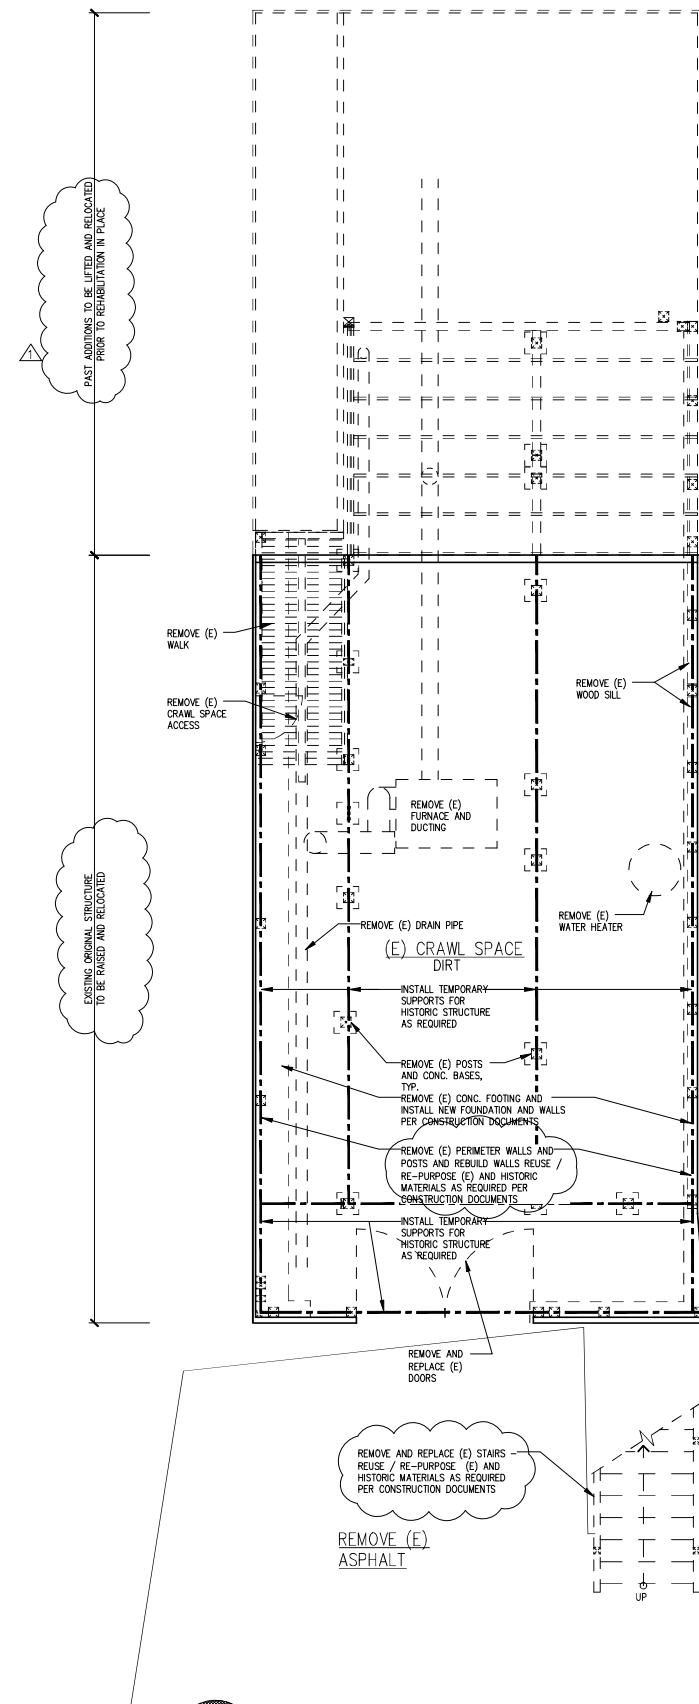 PAST ADDITIONS TO BE LIFTED AND RELOCATED
PRIOR TO REHABILITATION IN PLACE
1
REMOVE (E)
WALK
REMOVE (E)
CRAWL SPACE
ACCESS
REMOVE (E)
WOOD SILL
REMOVE (E)
FURNACE AND
DUCTING
EXISTING ORIGINAL STRUCTURE
TO BE RAISED AND RELOCATED
REMOVE (E) DRAIN PIPE
REMOVE (E)
WATER HEATER
(E) CRAWL SPACE
DIRT
INSTALL TEMPORARY
SUPPORTS FOR
HISTORIC STRUCTURE
AS REQUIRED
REMOVE (E) POSTS
AND CONC. BASES,
TYP.
REMOVE (E) CONC. FOOTING AND
INSTALL NEW FOUNDATION AND WALLS
PER CONSTRUCTION DOCUMENTS
REMOVE (E) PERIMETER WALLS AND
POSTS AND REBUILD WALLS REUSE /
RE-PURPOSE (E) AND HISTORIC
MATERIALS AS REQUIRED PER
CONSTRUCTION DOCUMENTS
INSTALL TEMPORARY
SUPPORTS FOR
HISTORIC STRUCTURE
AS REQUIRED
REMOVE AND
REPLACE (E)
DOORS
REMOVE AND REPLACE (E) STAIRS
REUSE / RE-PURPOSE (E) AND
HISTORIC MATERIALS AS REQUIRED
PER CONSTRUCTION DOCUMENTS
REMOVE (E)
ASPHALT
UP